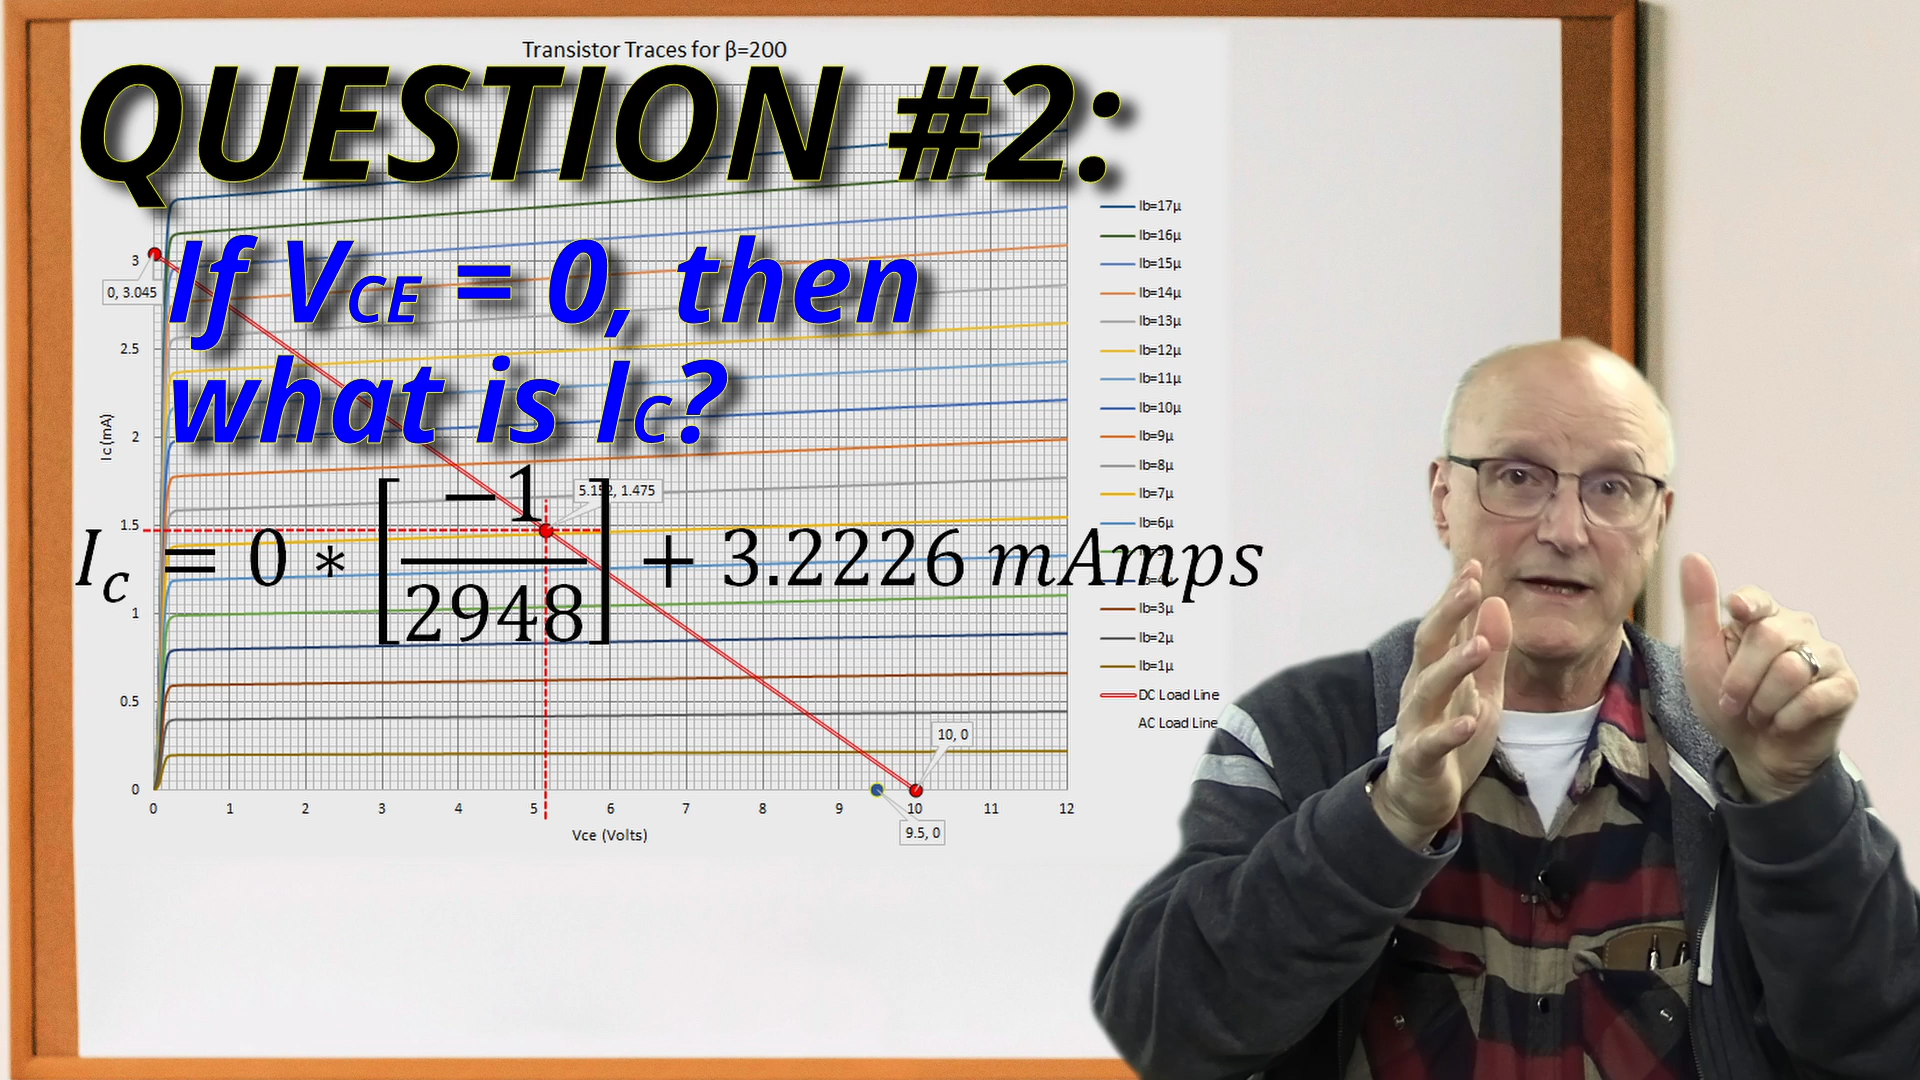 Transistor Traces for β=200
QUESTION #2:
If VCE = 0, then
what is IC?
Ic = 0 * [−1/2948] + 3.2226 mAmps
Ic (mA)
3
2.5
2
1.5
1
0.5
0
0, 3.045
5.152, 1.475
10, 0
9.5, 0
0 1 2 3 4 5 6 7 8 9 10 11 12
Vce (Volts)
Ib=17µ
Ib=16µ
Ib=15µ
Ib=14µ
Ib=13µ
Ib=12µ
Ib=11µ
Ib=10µ
Ib=9µ
Ib=8µ
Ib=7µ
Ib=6µ
Ib=3µ
Ib=2µ
Ib=1µ
DC Load Line
AC Load Line